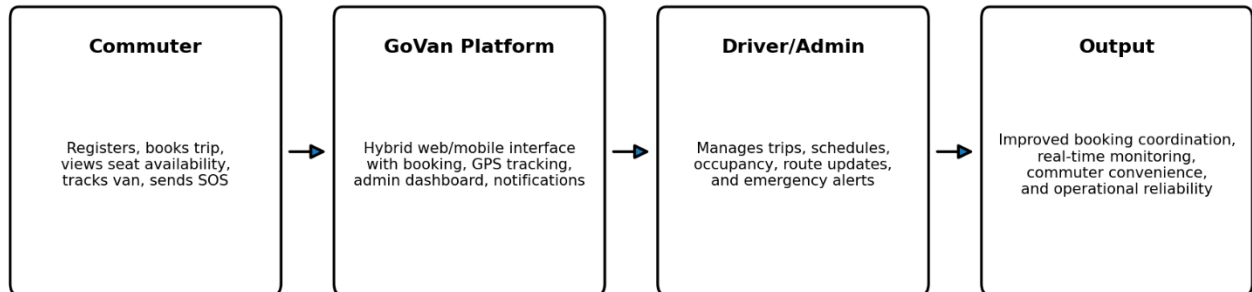 Commuter
Registers, books trip,
views seat availability,
tracks van, sends SOS
GoVan Platform
Hybrid web/mobile interface
with booking, GPS tracking,
admin dashboard, notifications
Driver/Admin
Manages trips, schedules,
occupancy, route updates,
and emergency alerts
Output
Improved booking coordination,
real-time monitoring,
commuter convenience,
and operational reliability